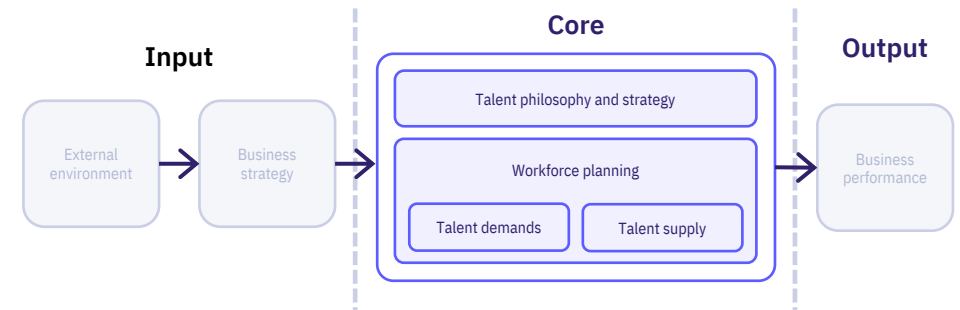 Input
Core
Output
External
environment
Business
strategy
Talent philosophy and strategy
Workforce planning
Talent demands
Talent supply
Business
performance